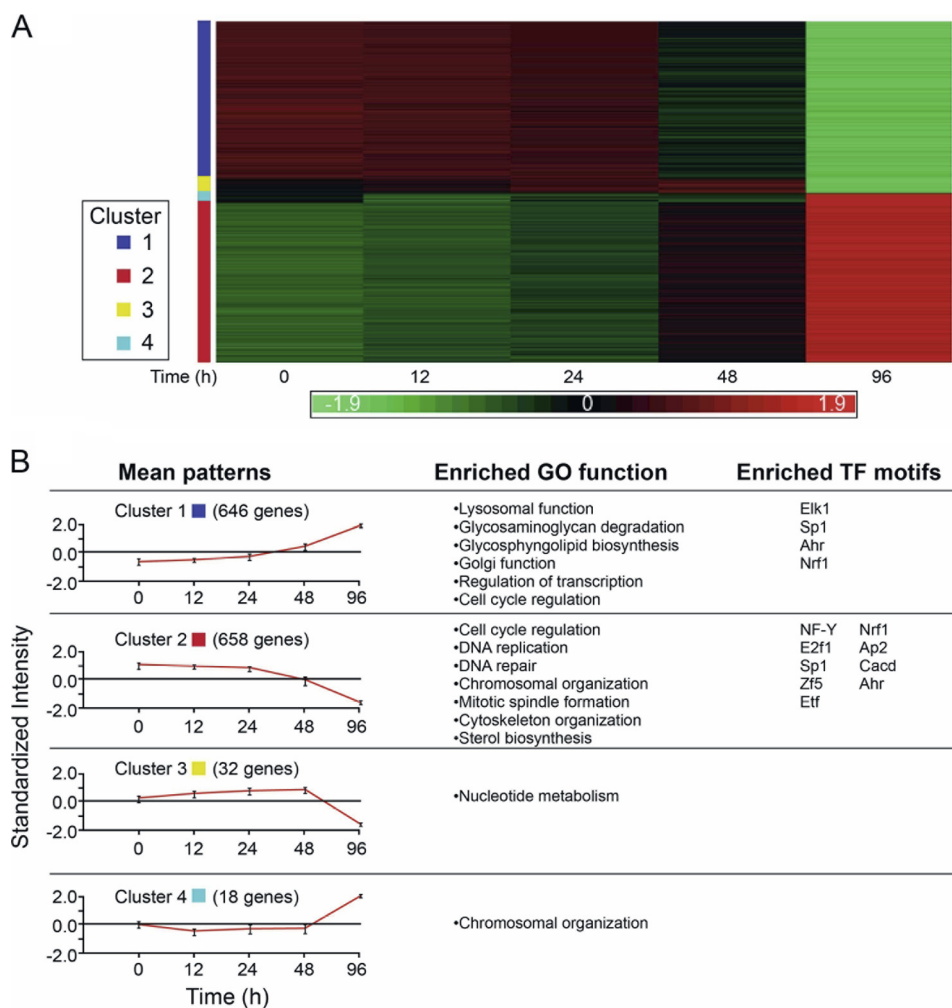 A
Cluster
1
2
3
4
Time (h)
0 12 24 48 96
-1.9 0 1.9
B
Mean patterns Enriched GO function Enriched TF motifs
Standardized Intensity
Cluster 1 (646 genes)
2.0
0.0
-2.0
0 12 24 48 96
•Lysosomal function
•Glycosaminoglycan degradation
•Glycosphyngolipid biosynthesis
•Golgi function
•Regulation of transcription
•Cell cycle regulation
Elk1
Sp1
Ahr
Nrf1
Cluster 2 (658 genes)
2.0
0.0
-2.0
0 12 24 48 96
•Cell cycle regulation
•DNA replication
•DNA repair
•Chromosomal organization
•Mitotic spindle formation
•Cytoskeleton organization
•Sterol biosynthesis
NF-Y Nrf1
E2f1 Ap2
Sp1 Cacd
Zf5 Ahr
Etf
Cluster 3 (32 genes)
2.0
0.0
-2.0
0 12 24 48 96
•Nucleotide metabolism
Cluster 4 (18 genes)
2.0
0.0
-2.0
0 12 24 48 96
•Chromosomal organization
Time (h)